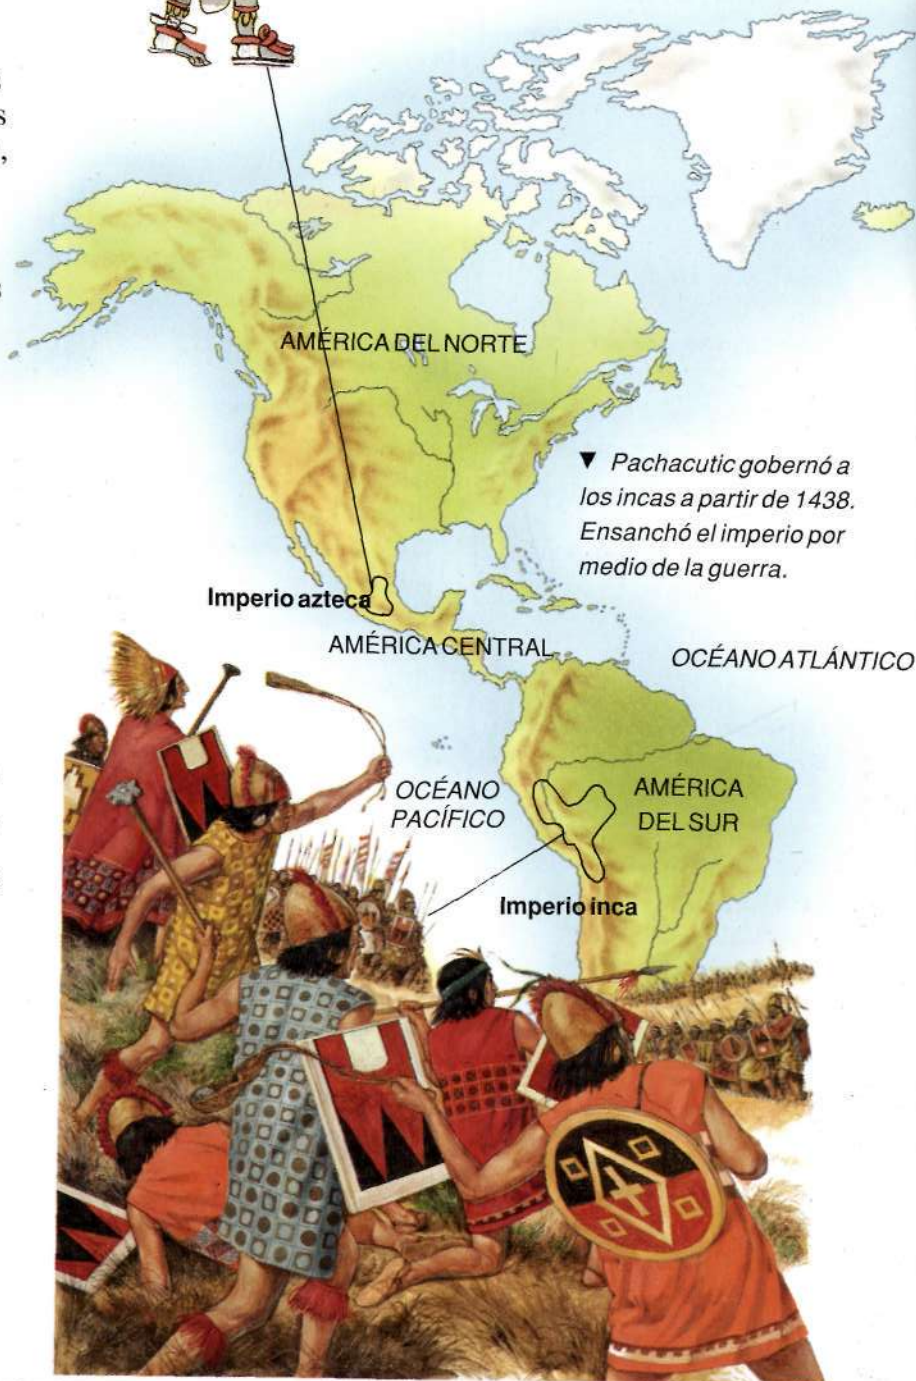 AMÉRICA DEL NORTE
▼ Pachacutic gobernó a
los incas a partir de 1438.
Ensanchó el imperio por
medio de la guerra.
Imperio azteca
AMÉRICA CENTRAL
OCÉANO ATLÁNTICO
OCÉANO
PACÍFICO
AMÉRICA
DEL SUR
Imperio inca